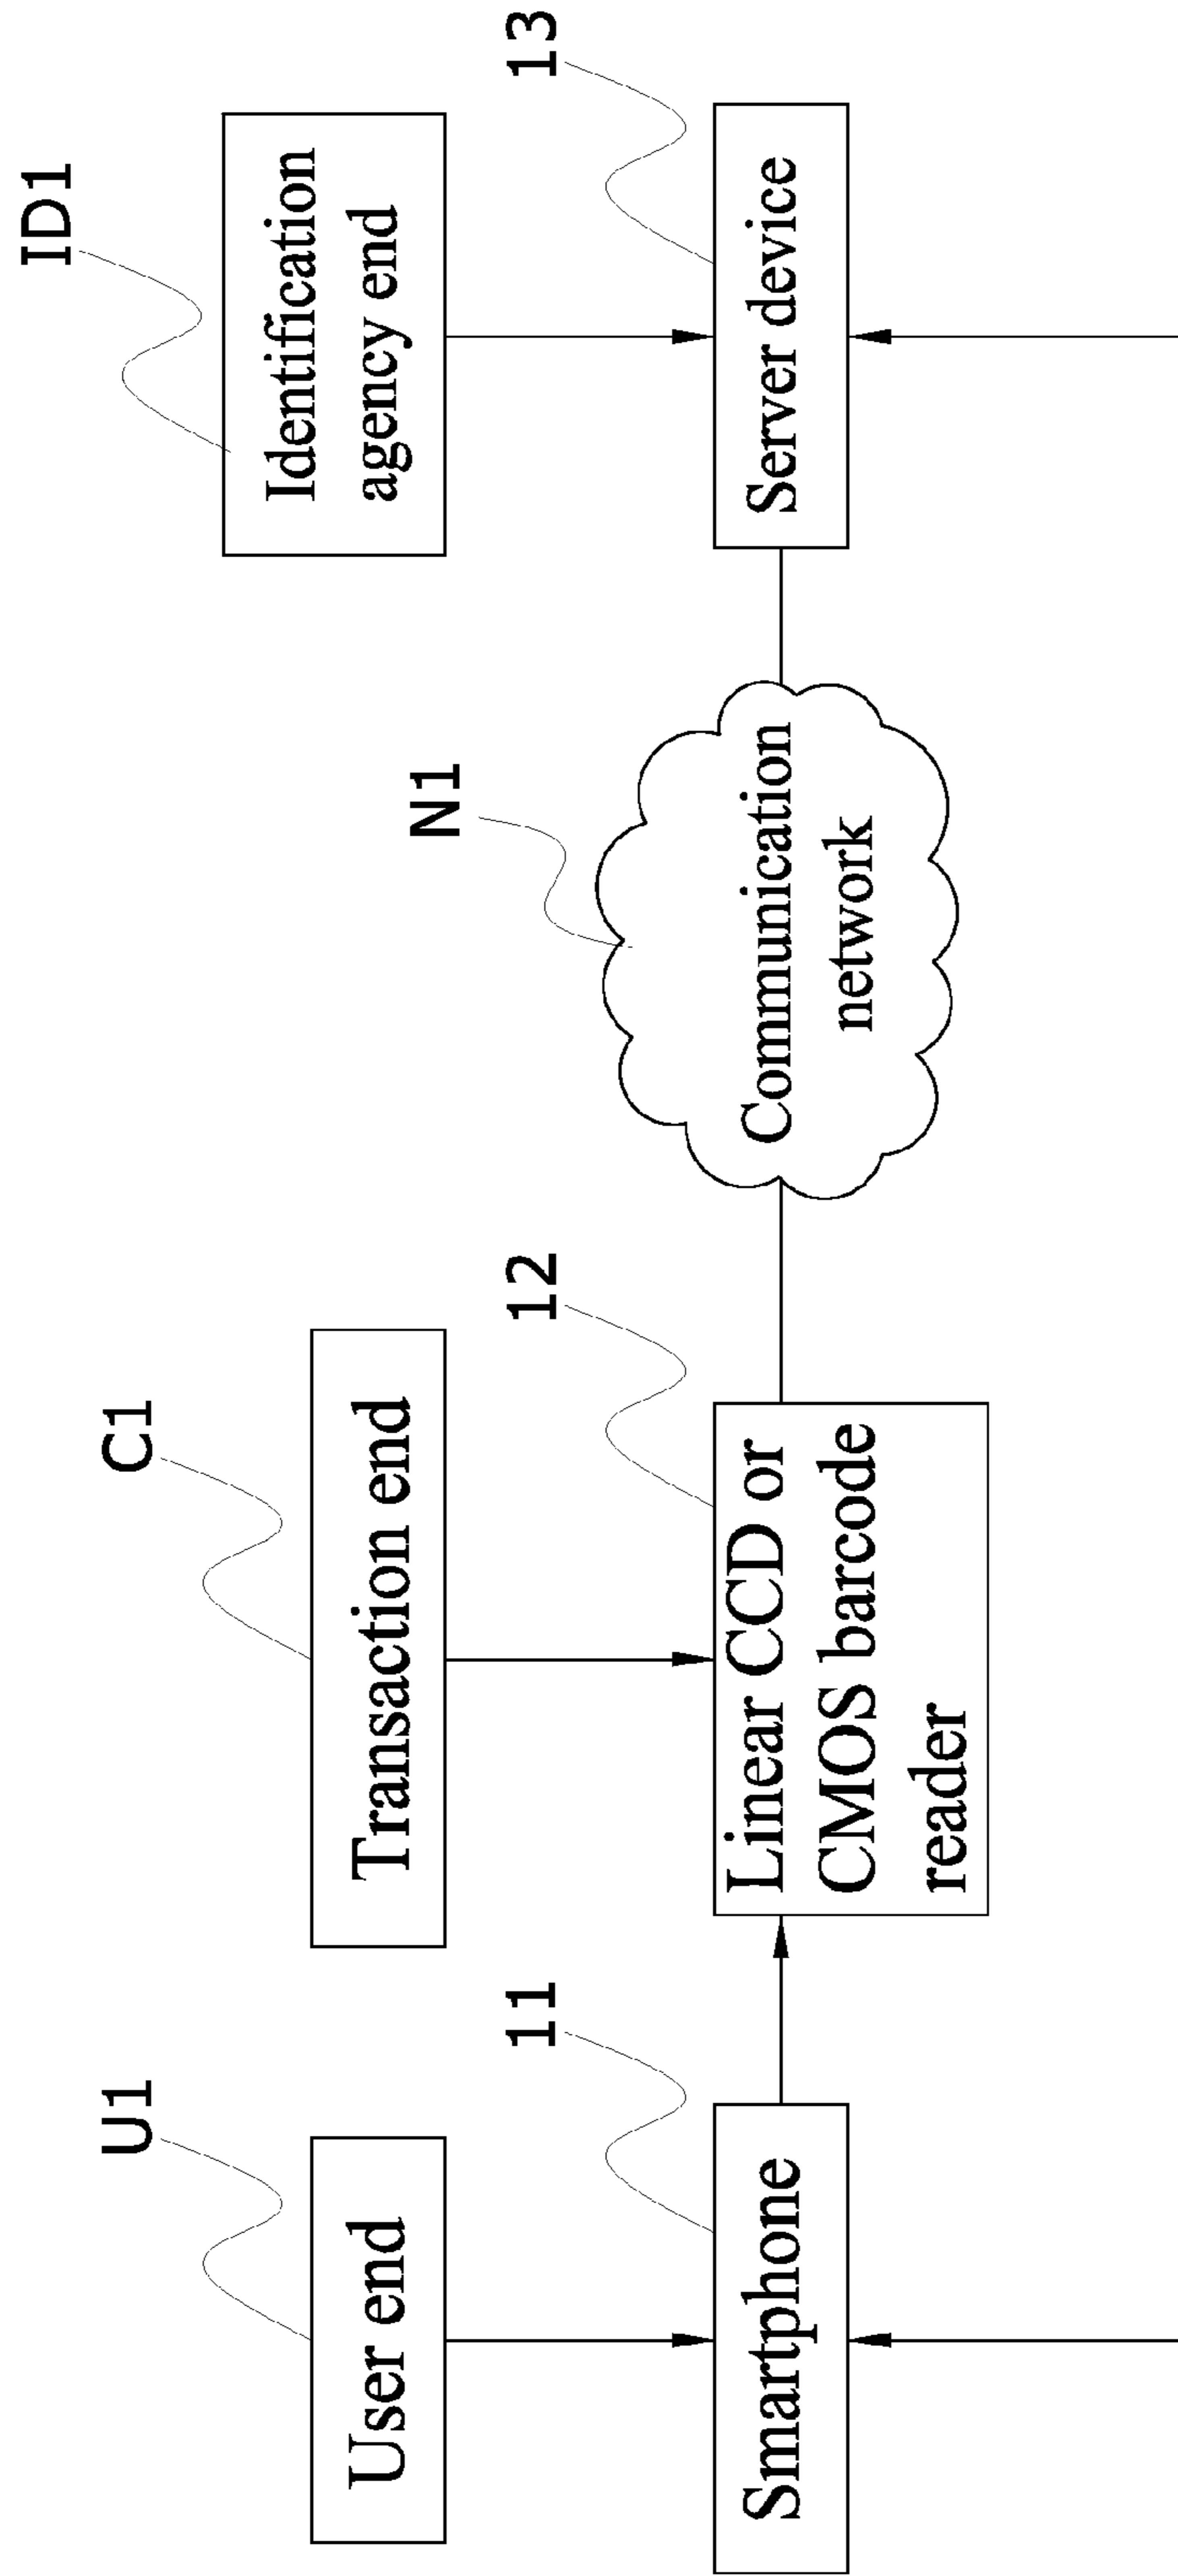 U1
User end
11
Smartphone
C1
Transaction end
12
Linear CCD or
CMOS barcode
reader
N1
Communication
network
ID1
Identification
agency end
13
Server device